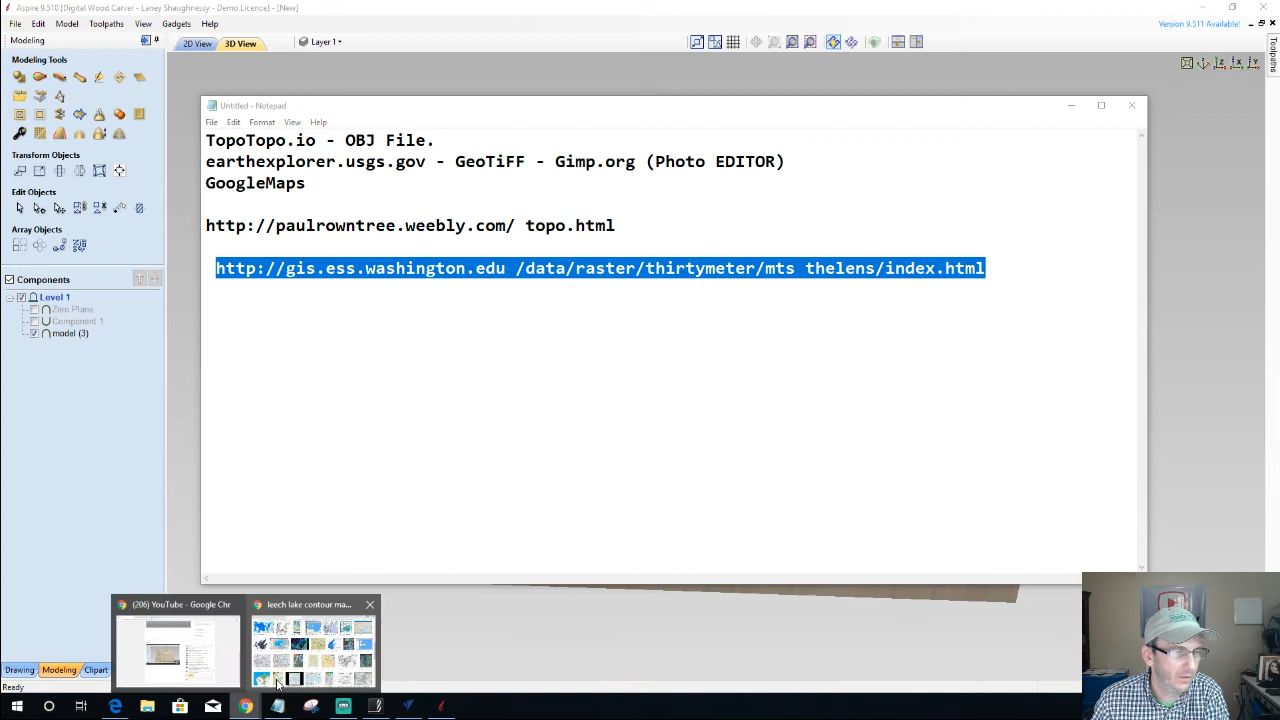 Aspire 9.510 {Digital Wood Carver - Laney Shaughnessy - Demo Licence} - [New]
File Edit Model Toolpaths View Gadgets Help
Version 9.511 Available!
Modeling
2D View 3D View Layer 1
Toolpaths
Modeling Tools
Transform Objects
Edit Objects
Array Objects
Components
Level 1
Zero Plane
Component 1
model (3)
Drawing Modeling Clipart
Ready
Untitled - Notepad
File Edit Format View Help
TopoTopo.io - OBJ File.
earthexplorer.usgs.gov - GeoTiFF - Gimp.org (Photo EDITOR)
GoogleMaps
http://paulrowntree.weebly.com/ topo.html
http://gis.ess.washington.edu /data/raster/thirtymeter/mts thelens/index.html
(206) YouTube - Google Chr
leech lake contour ma...